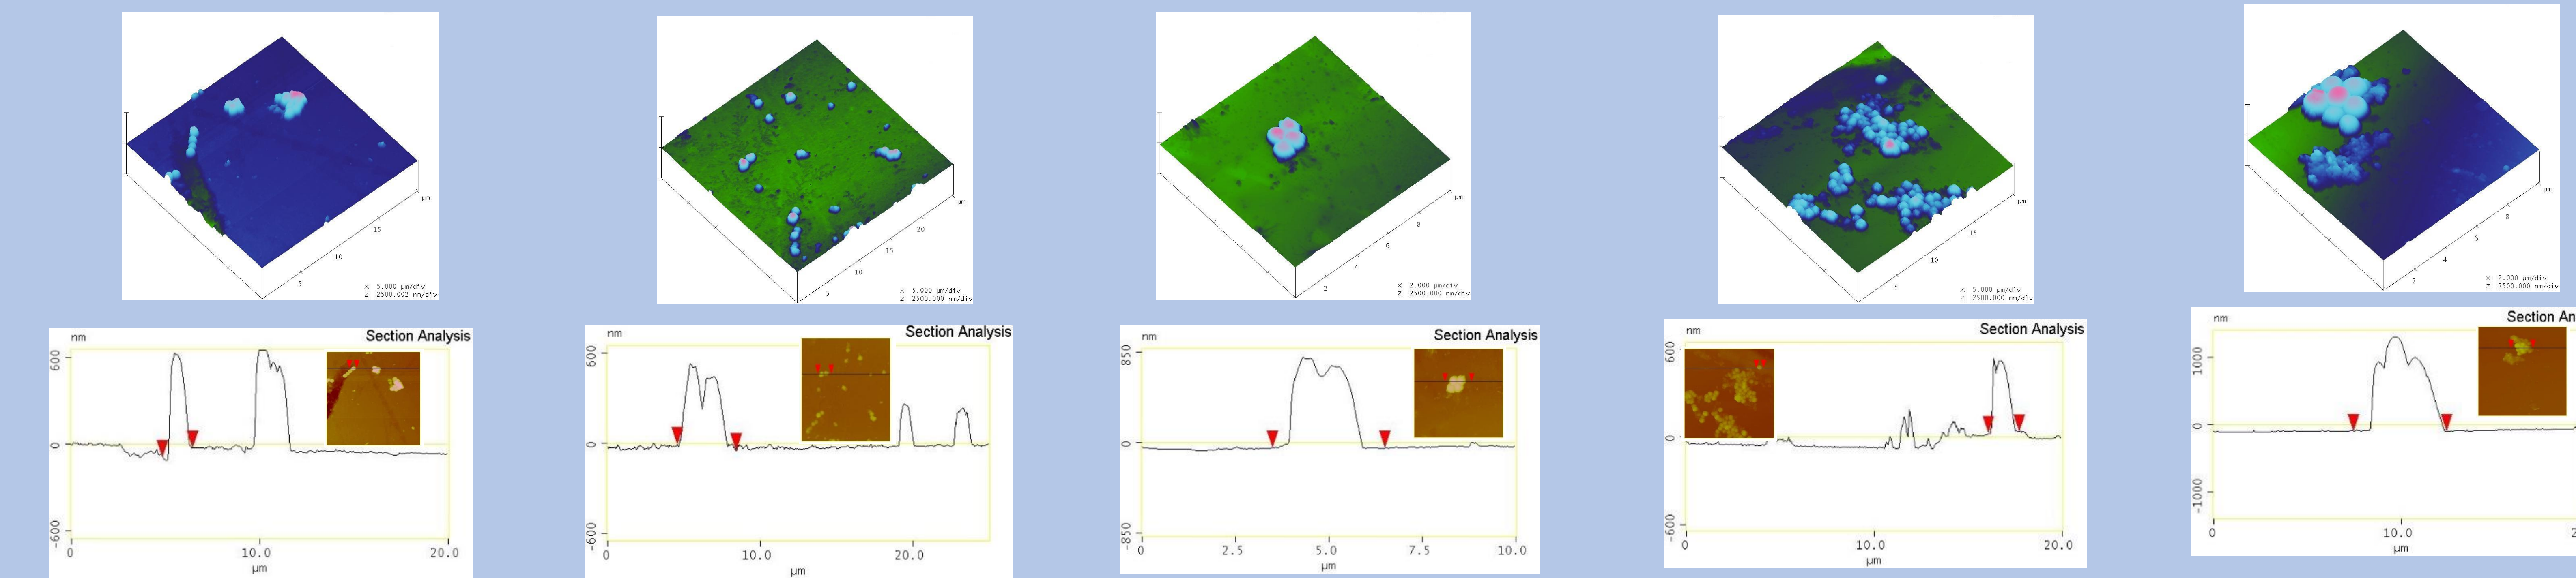 µm
5
10
15
X 5.000 µm/div
Z 2500.002 nm/div
µm
5
10
15
20
X 5.000 µm/div
Z 2500.000 nm/div
µm
2
4
6
8
X 2.000 µm/div
Z 2500.000 nm/div
µm
5
10
15
X 5.000 µm/div
Z 2500.000 nm/div
µm
2
4
6
8
X 2.000 µm/div
Z 2500.000 nm/div
nm
Section Analysis
600
0
-600
0
10.0
20.0
µm
nm
Section Analysis
600
0
-600
0
10.0
20.0
µm
nm
Section Analysis
850
0
-850
0
2.5
5.0
7.5
10.0
µm
nm
Section Analysis
600
0
-600
0
10.0
20.0
µm
nm
Section An
1000
0
-1000
0
10.0
2
µm